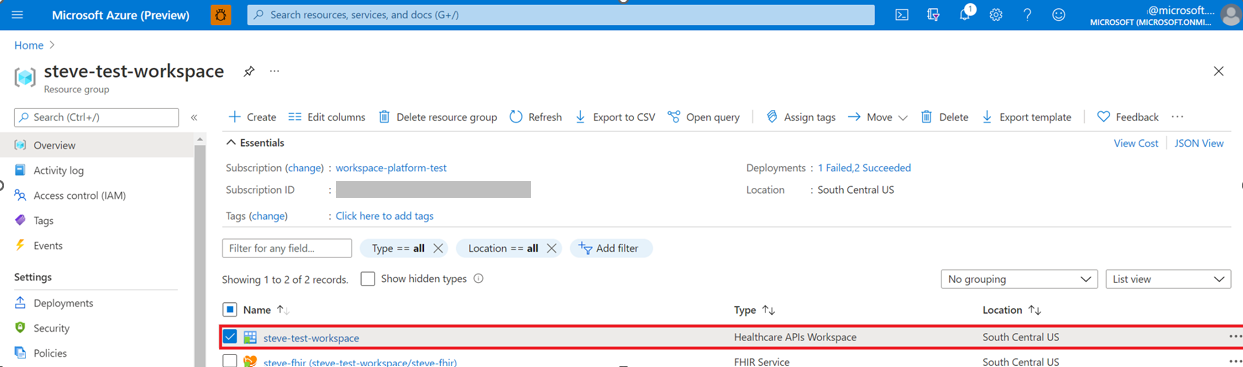 Microsoft Azure (Preview)
Search resources, services, and docs (G+/)
1
@microsoft....
MICROSOFT (MICROSOFT.ONMI...
Home >
steve-test-workspace
Resource group
Search (Ctrl+/)
Create Edit columns Delete resource group Refresh Export to CSV Open query Assign tags Move Delete Export template Feedback
Overview
Activity log
Access control (IAM)
Tags
Events
Settings
Deployments
Security
Policies
Essentials
View Cost JSON View
Subscription (change) : workspace-platform-test
Deployments : 1 Failed,2 Succeeded
Subscription ID :
Location : South Central US
Tags (change) : Click here to add tags
Filter for any field...
Type == all
Location == all
Add filter
Showing 1 to 2 of 2 records.
Show hidden types
No grouping
List view
Name Type Location
steve-test-workspace Healthcare APIs Workspace South Central US
steve-fhir (steve-test-workspace/steve-fhir) FHIR Service South Central US